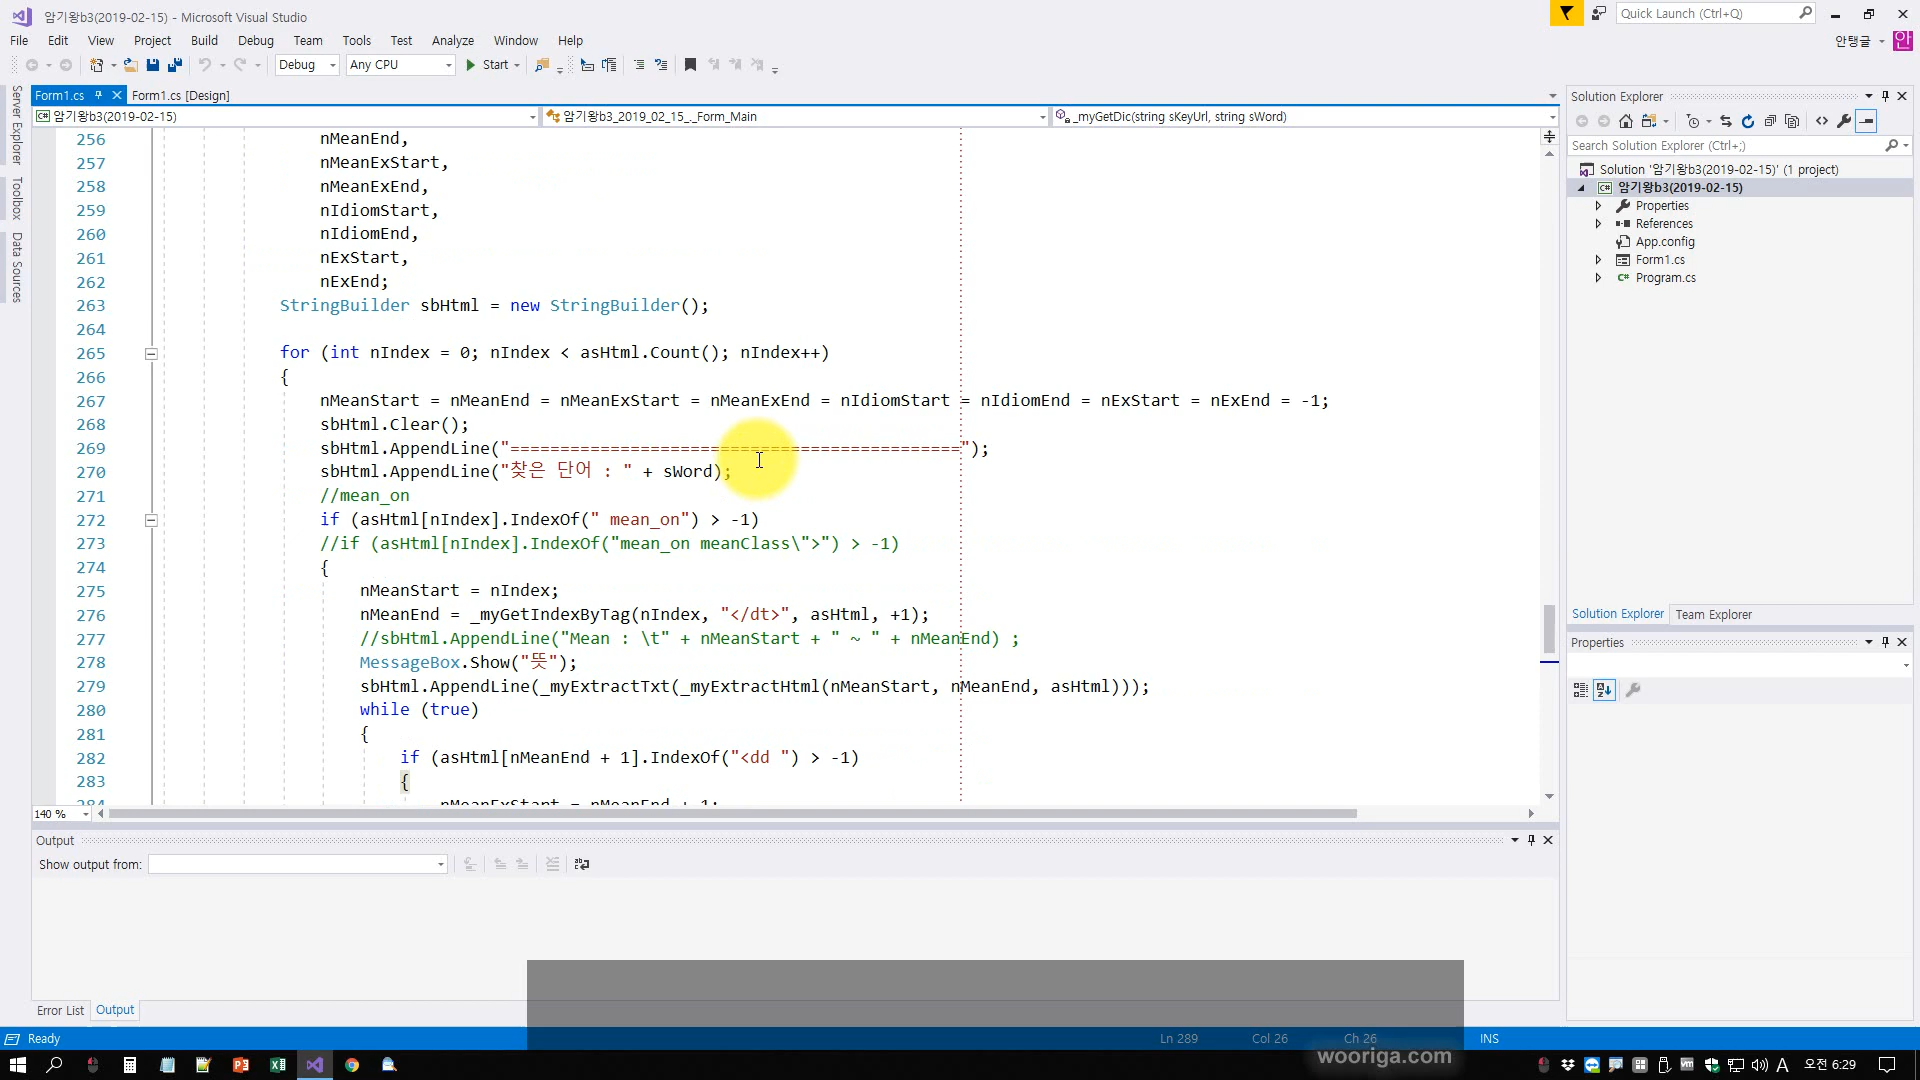 암기왕b3(2019-02-15) - Microsoft Visual Studio
Quick Launch (Ctrl+Q)
File Edit View Project Build Debug Team Tools Test Analyze Window Help
안탱글 안
Debug Any CPU Start
Form1.cs Form1.cs [Design]
암기왕b3(2019-02-15) 암기왕b3_2019_02_15_._Form_Main _myGetDic(string sKeyUrl, string sWord)
Server Explorer
Toolbox
Data Sources
256 nMeanEnd,
257 nMeanExStart,
258 nMeanExEnd,
259 nIdiomStart,
260 nIdiomEnd,
261 nExStart,
262 nExEnd;
263 StringBuilder sbHtml = new StringBuilder();
264
265 for (int nIndex = 0; nIndex < asHtml.Count(); nIndex++)
266 {
267 nMeanStart = nMeanEnd = nMeanExStart = nMeanExEnd = nIdiomStart = nIdiomEnd = nExStart = nExEnd = -1;
268 sbHtml.Clear();
269 sbHtml.AppendLine("=============================================");
270 sbHtml.AppendLine("찾은 단어 : " + sWord);
271 //mean_on
272 if (asHtml[nIndex].IndexOf(" mean_on") > -1)
273 //if (asHtml[nIndex].IndexOf("mean_on meanClass\">") > -1)
274 {
275 nMeanStart = nIndex;
276 nMeanEnd = _myGetIndexByTag(nIndex, "</dt>", asHtml, +1);
277 //sbHtml.AppendLine("Mean : \t" + nMeanStart + " ~ " + nMeanEnd) ;
278 MessageBox.Show("뜻");
279 sbHtml.AppendLine(_myExtractTxt(_myExtractHtml(nMeanStart, nMeanEnd, asHtml)));
280 while (true)
281 {
282 if (asHtml[nMeanEnd + 1].IndexOf("<dd ") > -1)
283 {
284 nMeanExStart = nMeanEnd + 1;
140 %
Output
Show output from:
Error List Output
Solution Explorer
Search Solution Explorer (Ctrl+;)
Solution '암기왕b3(2019-02-15)' (1 project)
암기왕b3(2019-02-15)
Properties
References
App.config
Form1.cs
Program.cs
Solution Explorer Team Explorer
Properties
Ready Ln 289 Col 26 Ch 26 INS
wooriga.com
A 오전 6:29